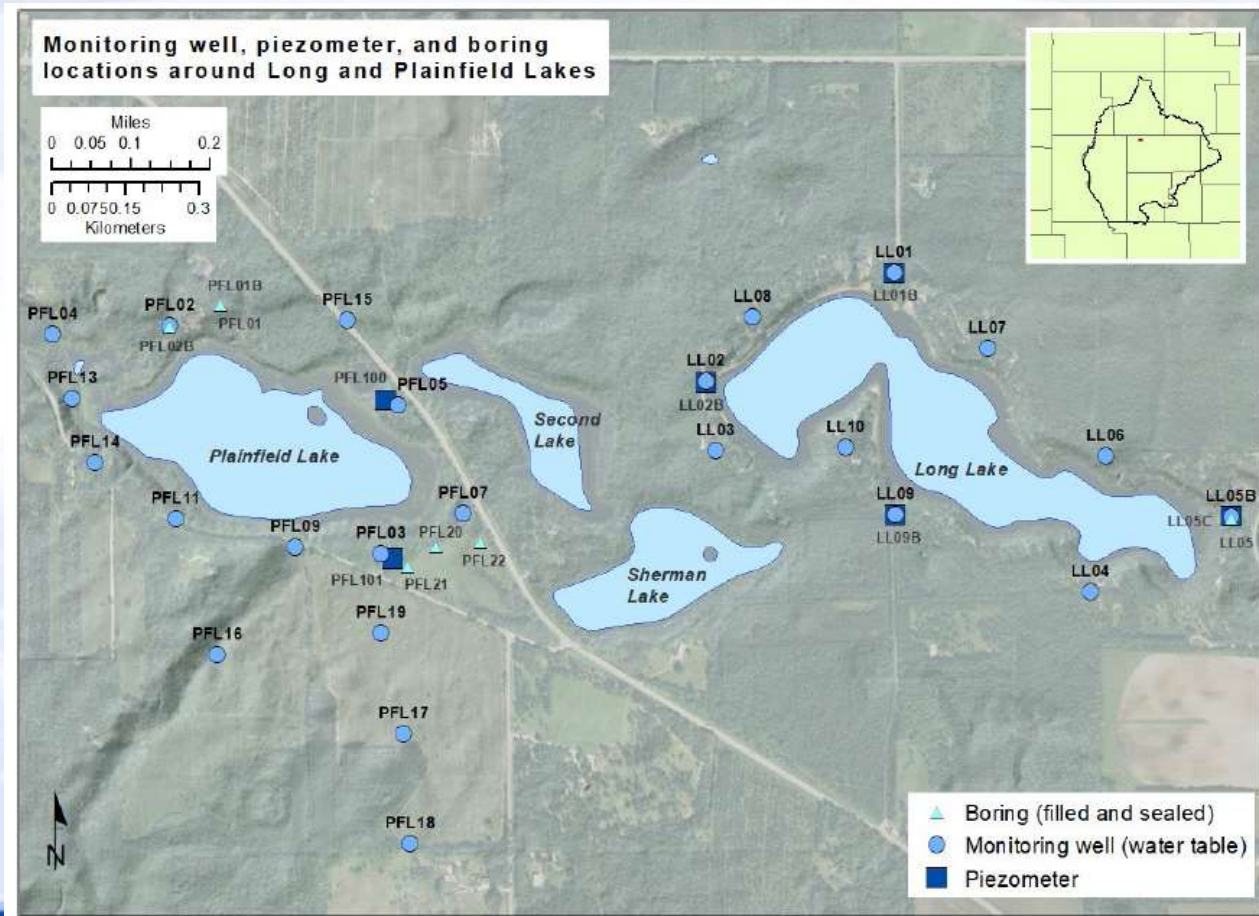 Monitoring well, piezometer, and boring
locations around Long and Plainfield Lakes
Miles
0 0.05 0.1 0.2
0 0.075 0.15 0.3
Kilometers
LL01
LL01B
PFL01B
PFL01
PFL02
PFL02B
PFL15
PFL04
LL08
LL07
LL02
LL02B
PFL13
PFL100
PFL05
Second
Lake
LL03
LL10
PFL14
Plainfield Lake
LL06
Long Lake
PFL11
PFL07
LL09
LL09B
LL05B
LL05C
LL05
PFL09
PFL03
PFL20
PFL22
PFL101
PFL21
Sherman
Lake
LL04
PFL19
PFL16
PFL17
PFL18
N
Boring (filled and sealed)
Monitoring well (water table)
Piezometer